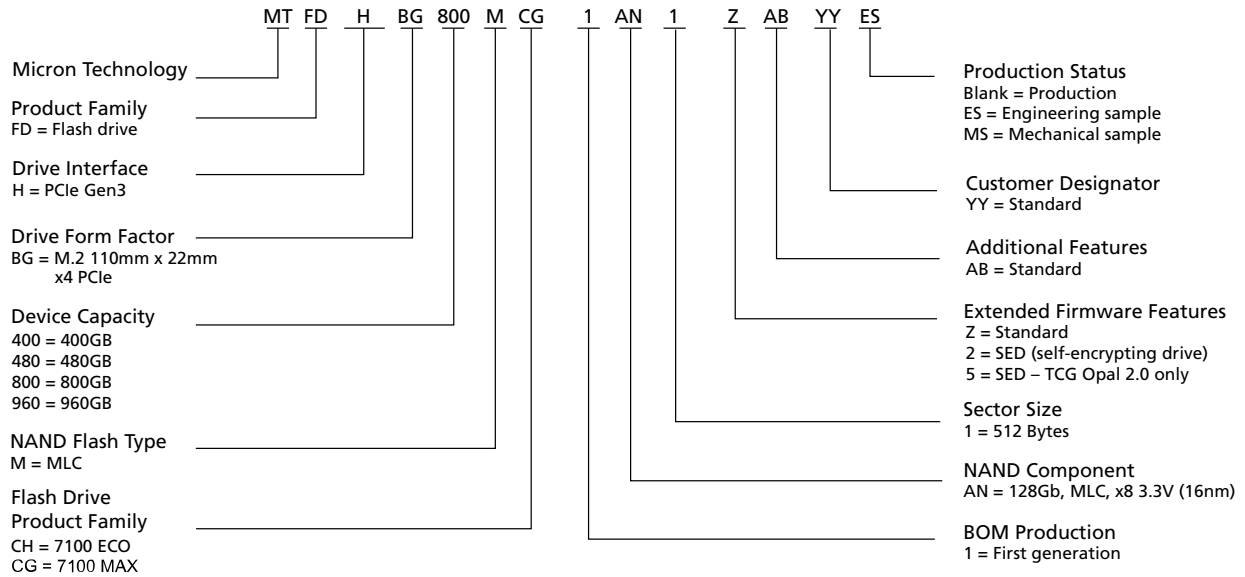 MT FD H BG 800 M CG 1 AN 1 Z AB YY ES
Micron Technology
Product Family
FD = Flash drive
Drive Interface
H = PCIe Gen3
Drive Form Factor
BG = M.2 110mm x 22mm
x4 PCIe
Device Capacity
400 = 400GB
480 = 480GB
800 = 800GB
960 = 960GB
NAND Flash Type
M = MLC
Flash Drive
Product Family
CH = 7100 ECO
CG = 7100 MAX
Production Status
Blank = Production
ES = Engineering sample
MS = Mechanical sample
Customer Designator
YY = Standard
Additional Features
AB = Standard
Extended Firmware Features
Z = Standard
2 = SED (self-encrypting drive)
5 = SED – TCG Opal 2.0 only
Sector Size
1 = 512 Bytes
NAND Component
AN = 128Gb, MLC, x8 3.3V (16nm)
BOM Production
1 = First generation